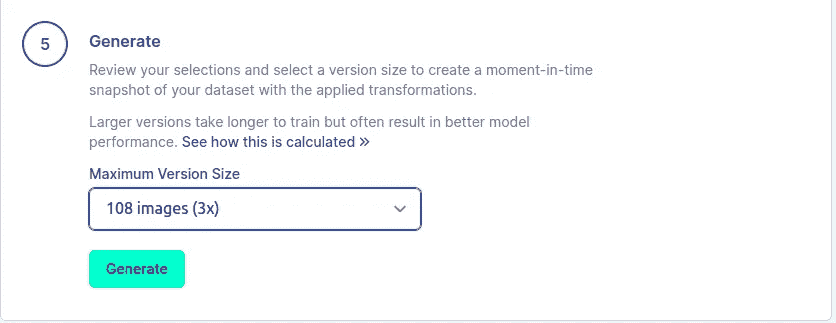 5
Generate
Review your selections and select a version size to create a moment-in-time
snapshot of your dataset with the applied transformations.
Larger versions take longer to train but often result in better model
performance. See how this is calculated »
Maximum Version Size
108 images (3x)
Generate